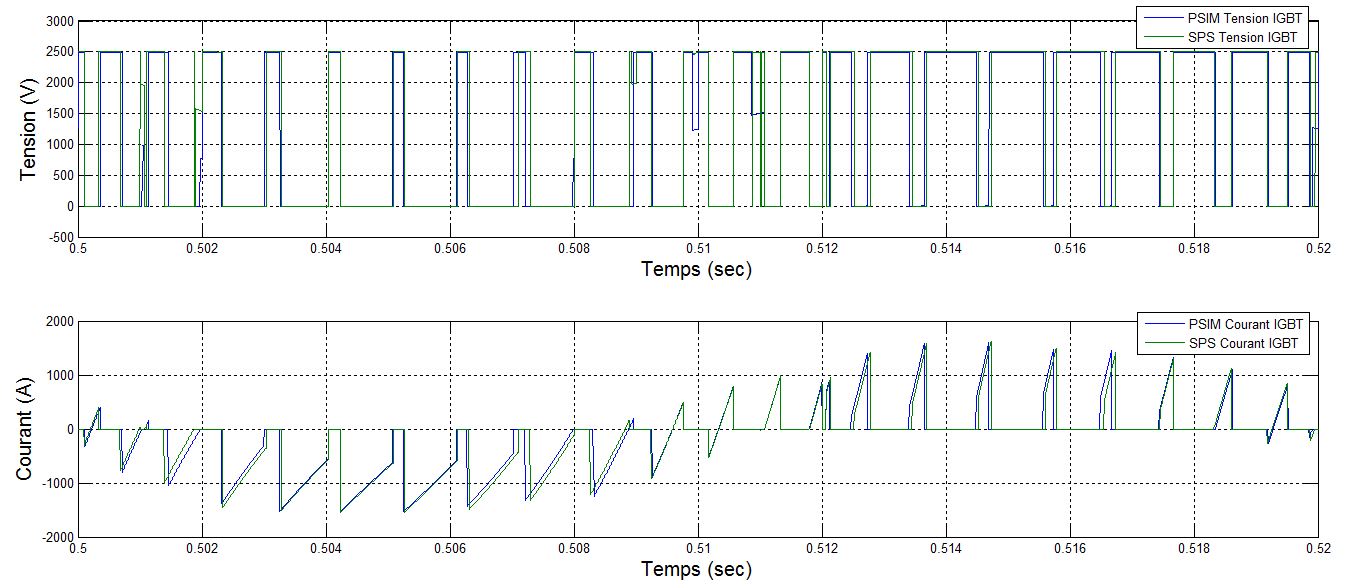 PSIM Tension IGBT
SPS Tension IGBT
Tension (V)
3000
2500
2000
1500
1000
500
0
-500
0.5 0.502 0.504 0.506 0.508 0.51 0.512 0.514 0.516 0.518 0.52
Temps (sec)
PSIM Courant IGBT
SPS Courant IGBT
Courant (A)
2000
1000
0
-1000
-2000
0.5 0.502 0.504 0.506 0.508 0.51 0.512 0.514 0.516 0.518 0.52
Temps (sec)